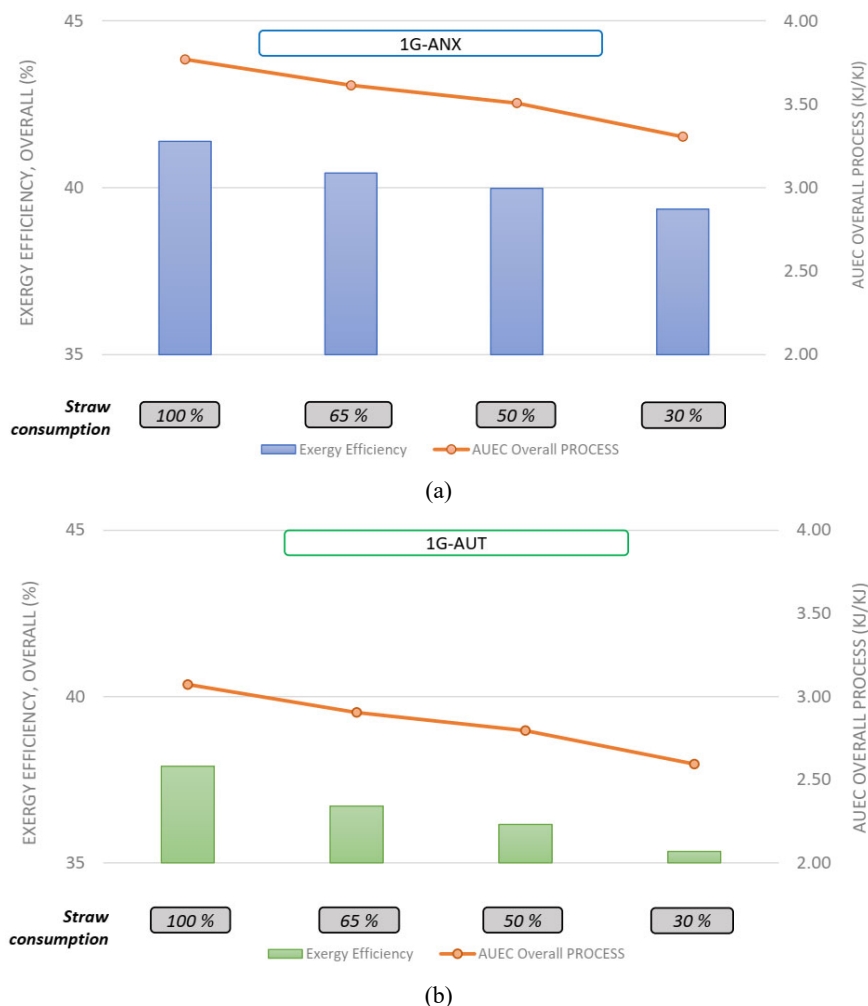 1G-ANX
EXERGY EFFICIENCY, OVERALL (%)
45
40
35
4.00
3.50
3.00
2.50
2.00
AUEC OVERALL PROCESS (KJ/KJ)
Straw consumption
100 %
65 %
50 %
30 %
Exergy Efficiency
AUEC Overall PROCESS
(a)
1G-AUT
EXERGY EFFICIENCY, OVERALL (%)
45
40
35
4.00
3.50
3.00
2.50
2.00
AUEC OVERALL PROCESS (KJ/KJ)
Straw consumption
100 %
65 %
50 %
30 %
Exergy Efficiency
AUEC Overall PROCESS
(b)